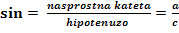 sin = nasprostna kateta / hipotenuzo = a / c